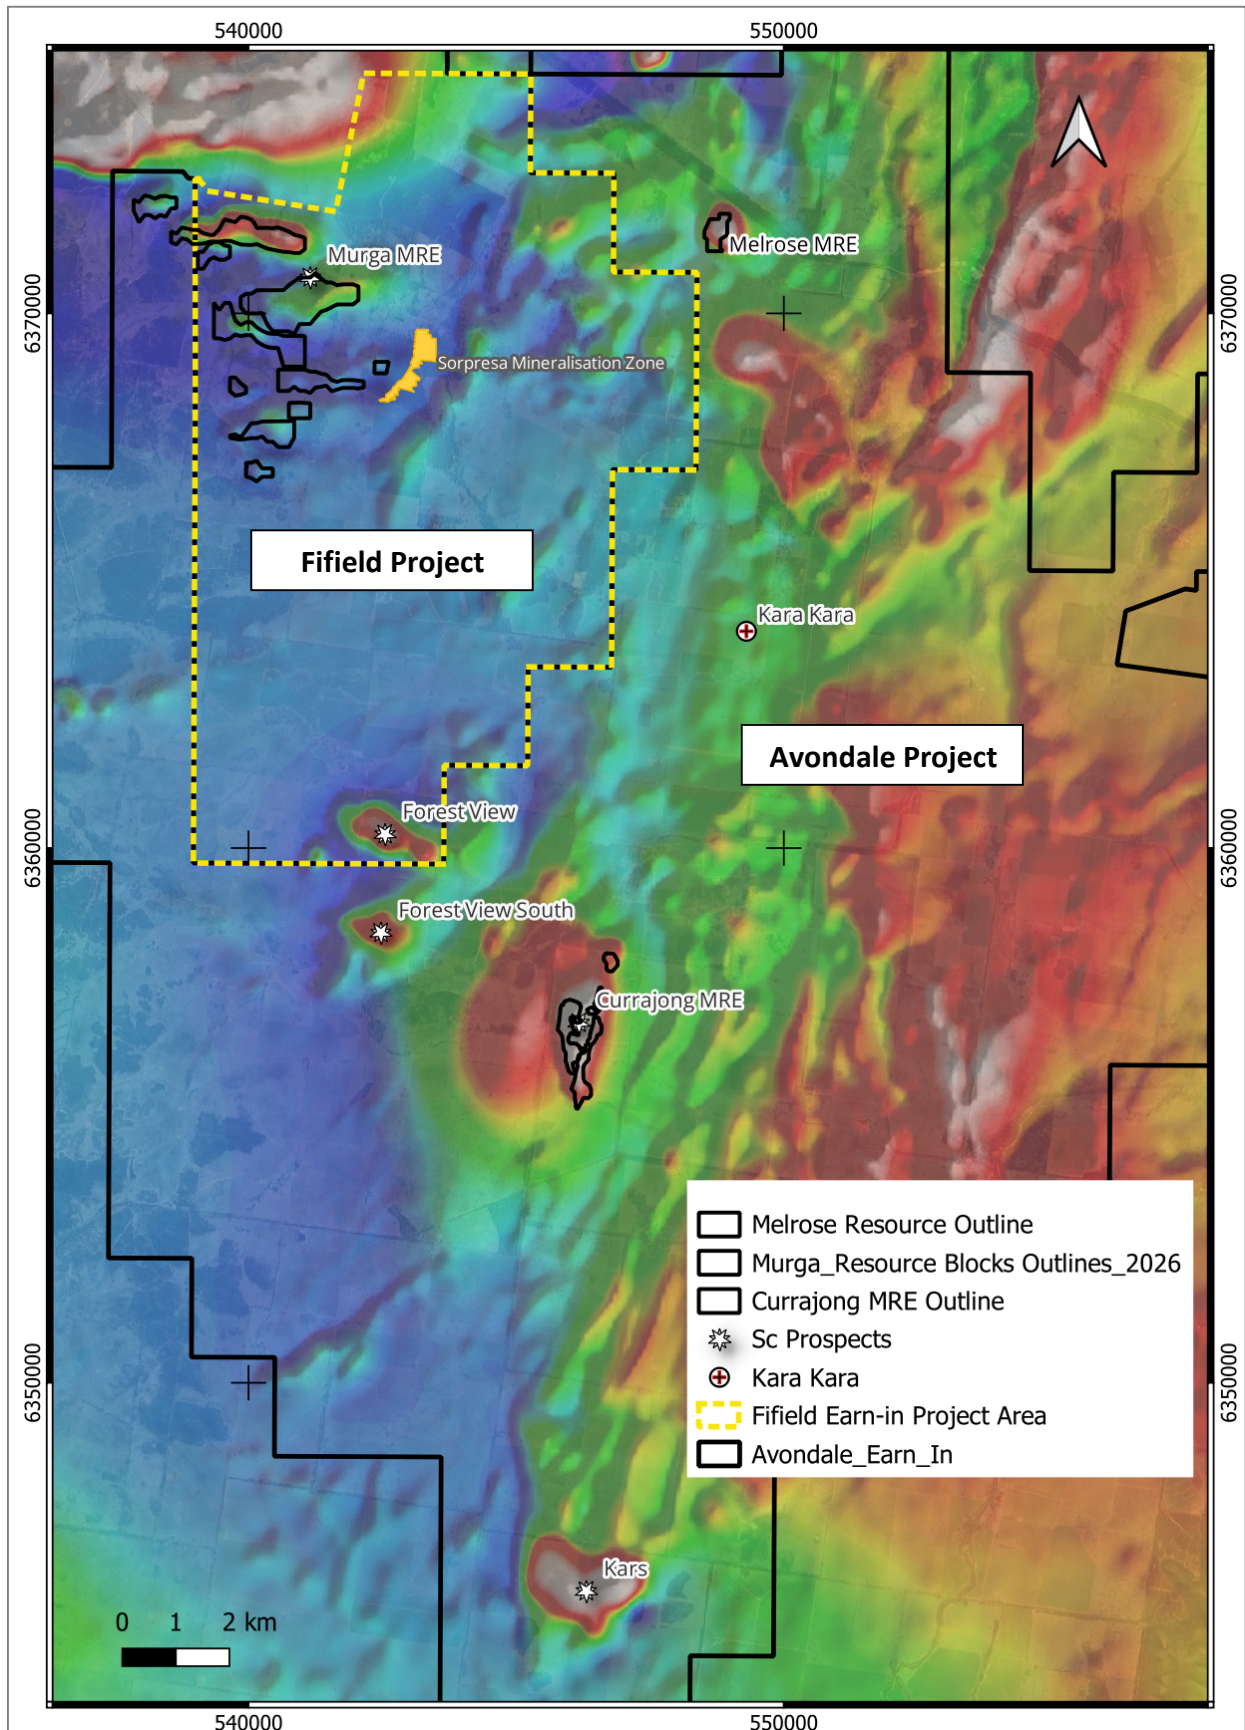 540000
550000
Murga MRE
Melrose MRE
6370000
6370000
Sorpresa Mineralisation Zone
Fifield Project
Kara Kara
Avondale Project
Forest View
6360000
6360000
Forest View South
Currajong MRE
Melrose Resource Outline
Murga_Resource Blocks Outlines_2026
Currajong MRE Outline
Sc Prospects
Kara Kara
Fifield Earn-in Project Area
Avondale_Earn_In
6350000
6350000
Kars
0 1 2 km
540000
550000